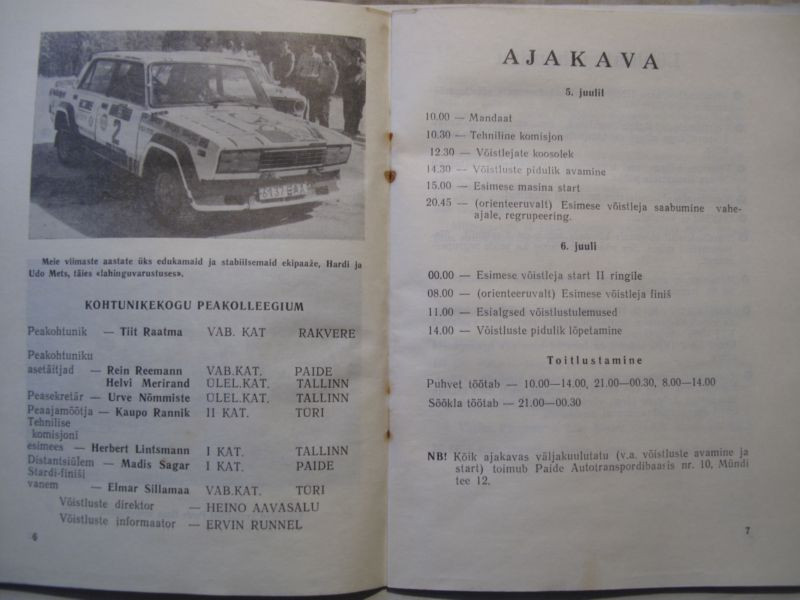 2
Meie viimaste aastate üks edukamaid ja stabiilsemaid ekipaaže, Hardi ja
Udo Mets, täies «lahinguvarustuses».
KOHTUNIKEKOGU PEAKOLLEEGIUM
Peakohtunik — Tiit Raatma VAB. KAT RAKVERE
Peakohtuniku
asetäitjad — Rein Reemann VAB.KAT. PAIDE
Helvi Merirand ÜLEL.KAT. TALLINN
Peasekretär — Urve Nõmmiste ÜLEL.KAT. TALLINN
Peaajamõõtja — Kaupo Rannik II KAT. TÜRI
Tehnilise
komisjoni
esimees — Herbert Lintsmann I KAT. TALLINN
Distantsiülem — Madis Sagar I KAT. PAIDE
Stardi-finiši
vanem — Elmar Sillamaa VAB.KAT. TÜRI
Võistluste direktor — HEINO AAVASALU
Võistluste informaator — ERVIN RUNNEL
6
AJAKAVA
5. juulil
10.00 — Mandaat
10.30 — Tehniline komisjon
12.30 — Võistlejate koosolek
14.30 — Võistluste pidulik avamine
15.00 — Esimese masina start
20.45 — (orienteeruvalt) Esimese võistleja saabumine vahe-
ajale, regrupeering.
6. juuli
00.00 — Esimese võistleja start II ringile
08.00 — (orienteeruvalt) Esimese võistleja finiš
11.00 — Esialgsed võistlustulemused
14.00 — Võistluste pidulik lõpetamine
Toitlustamine
Puhvet töötab — 10.00—14.00, 21.00—00.30, 8.00—14.00
Söökla töötab — 21.00—00.30
NB! Kõik ajakavas väljakuulutatu (v.a. võistluste avamine ja
start) toimub Paide Autotranspordibaasis nr. 10, Mündi
tee 12.
7